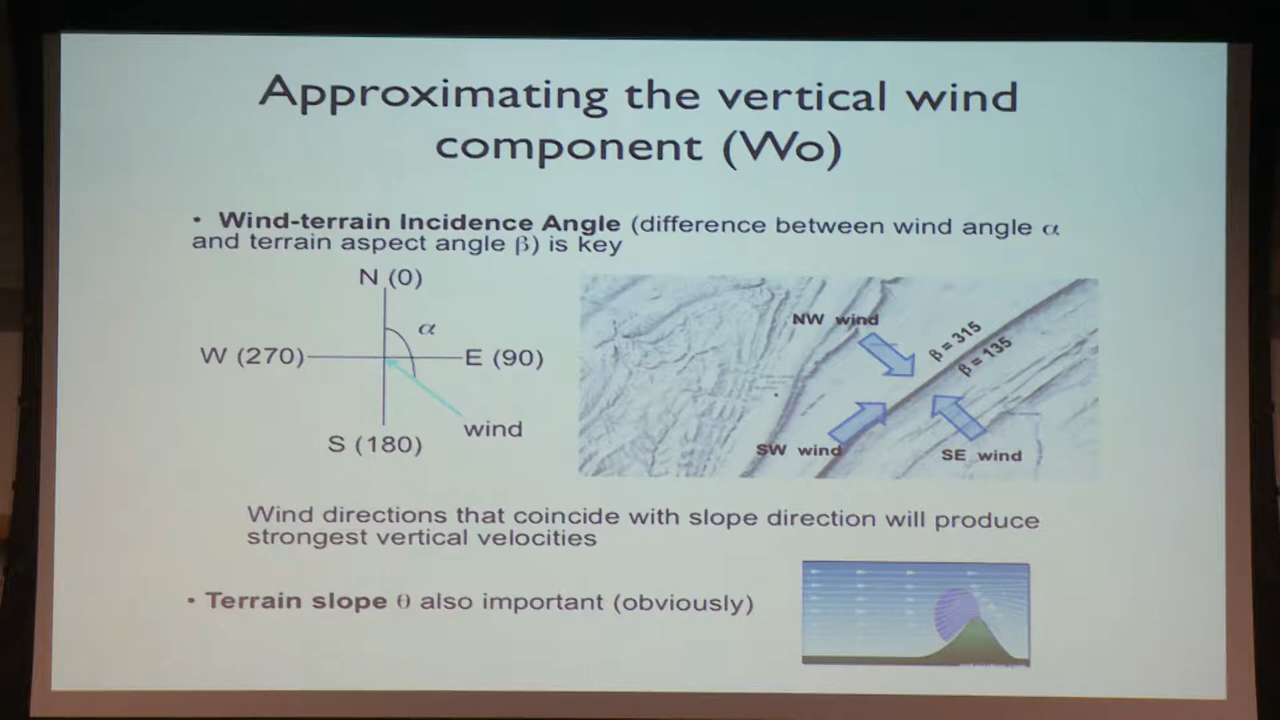 Approximating the vertical wind
component (Wo)
• Wind-terrain Incidence Angle (difference between wind angle α
and terrain aspect angle β) is key
N (0)
α
W (270)
E (90)
S (180)
wind
NW wind
β = 315
β = 135
SW wind
SE wind
Wind directions that coincide with slope direction will produce
strongest vertical velocities
• Terrain slope θ also important (obviously)